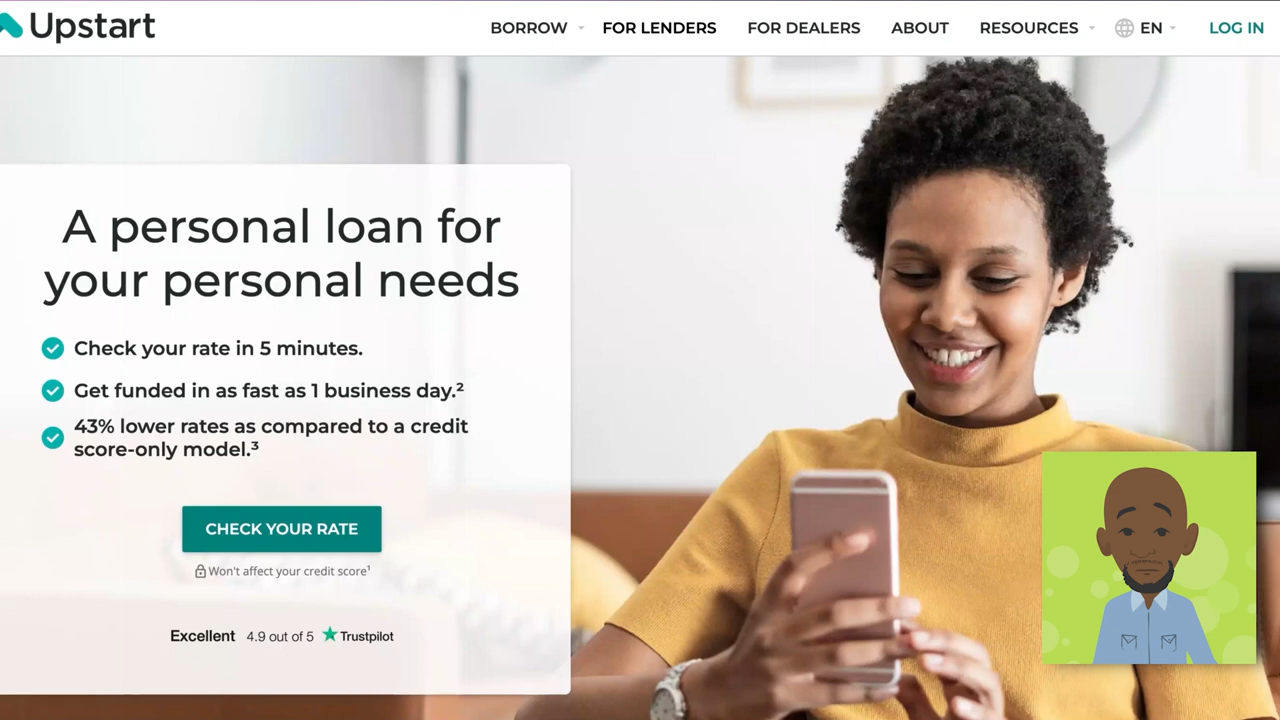 Upstart
BORROW
FOR LENDERS
FOR DEALERS
ABOUT
RESOURCES
EN
LOG IN
A personal loan for
your personal needs
Check your rate in 5 minutes.
Get funded in as fast as 1 business day.²
43% lower rates as compared to a credit
score-only model.³
CHECK YOUR RATE
Won't affect your credit score¹
Excellent 4.9 out of 5 Trustpilot